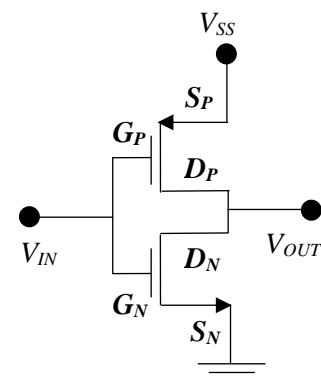 V_SS
S_P
G_P
D_P
V_IN
V_OUT
D_N
G_N
S_N